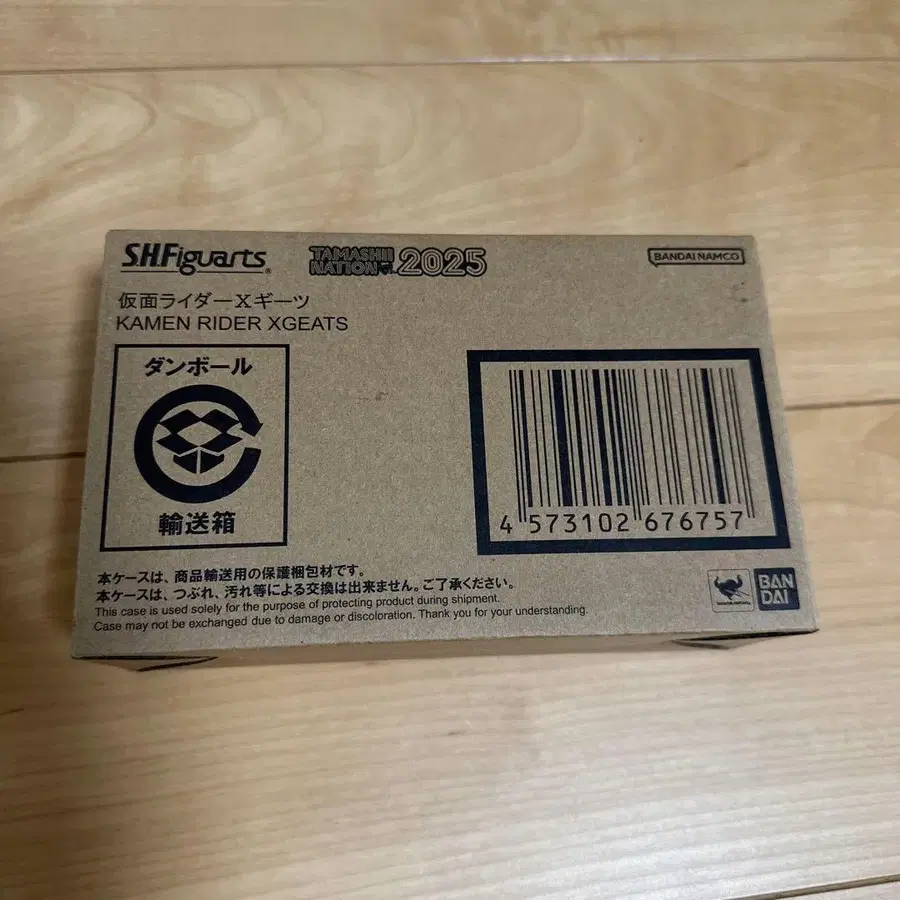 S.H.Figuarts®
TAMASHII NATION 2025
BANDAI NAMCO
仮面ライダーXギーツ
KAMEN RIDER XGEATS
ダンボール
輸送箱
4 573102 676757
本ケースは、商品輸送用の保護梱包材です。
本ケースは、つぶれ、汚れ等による交換は出来ません。ご了承ください。
This case is used solely for the purpose of protecting product during shipment.
Case may not be exchanged due to damage or discoloration. Thank you for your understanding.
BAN
DAI